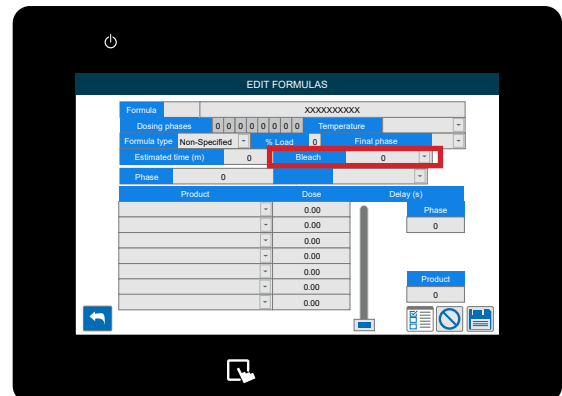 EDIT FORMULAS
Formula XXXXXXXXXX
Dosing phases 0 0 0 0 0 0 0 0 Temperature
Formula type Non-Specified % Load 0 Final phase
Estimated time (m) 0 Bleach 0
Phase 0
Product Dose Delay (s)
0.00 Phase
0.00 0
0.00
0.00
0.00 Product
0.00 0
0.00